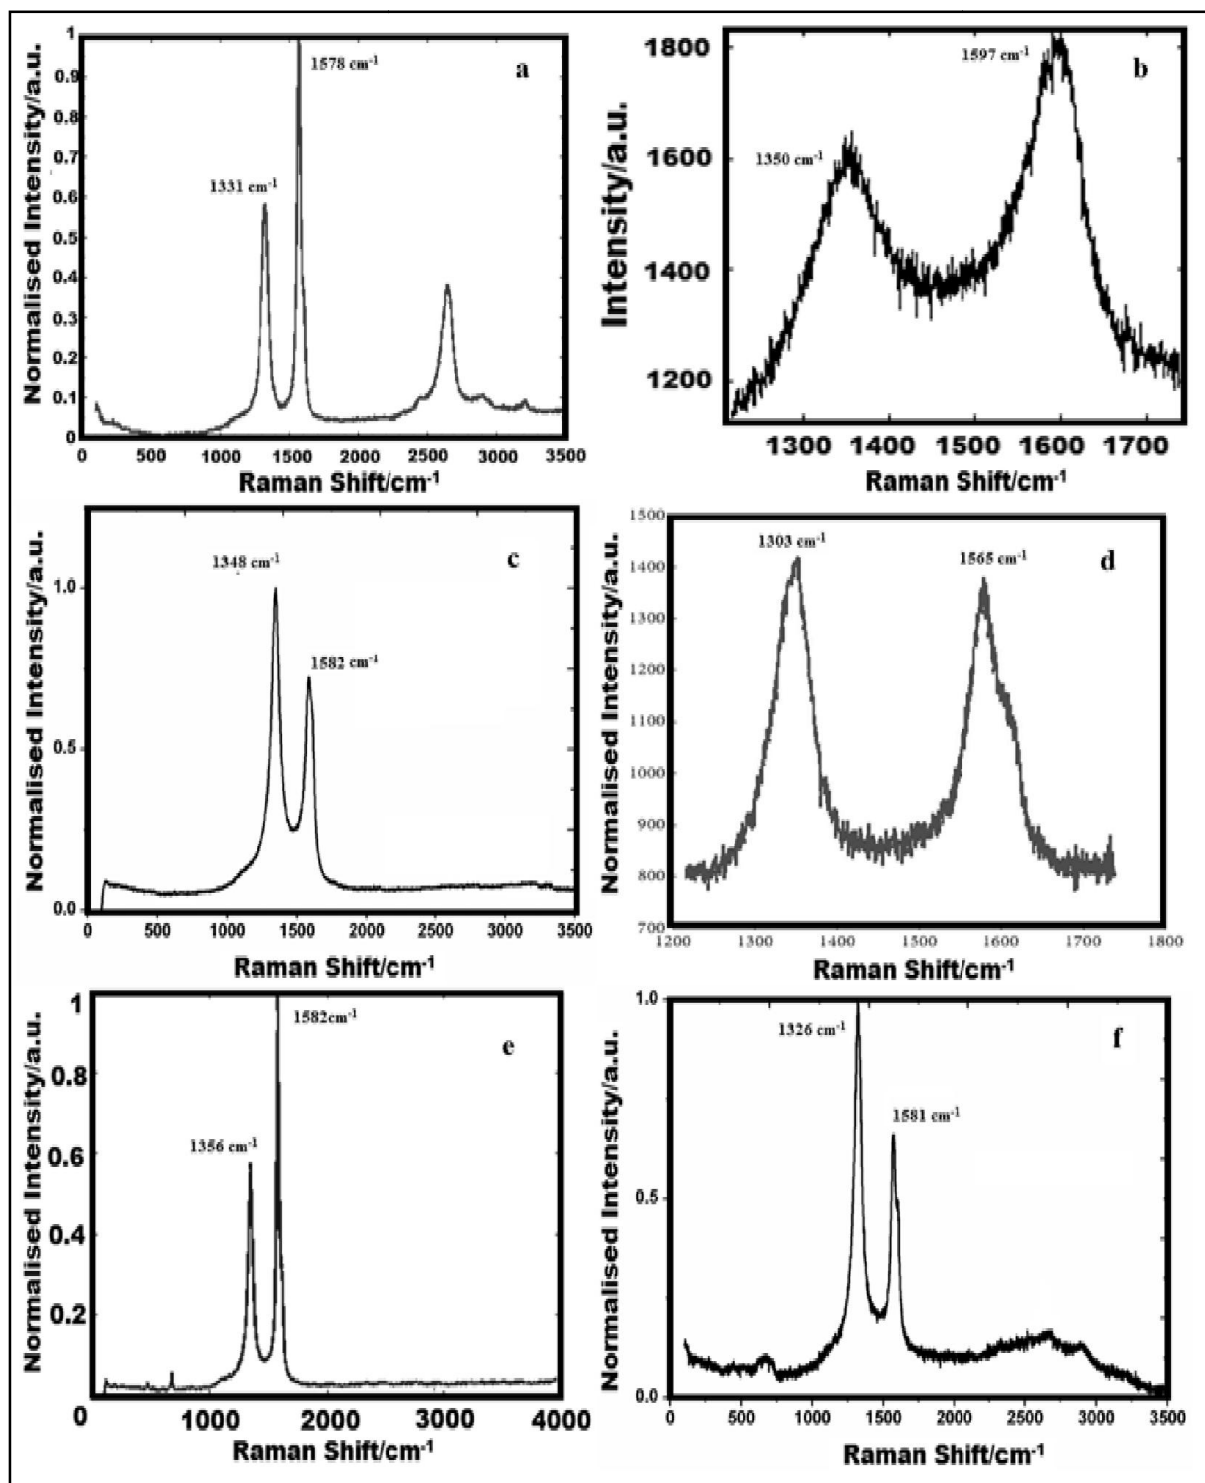 a
1578 cm-1
1331 cm-1
Normalised Intensity/a.u.
1
0.9
0.8
0.7
0.6
0.5
0.4
0.3
0.2
0.1
0
0 500 1000 1500 2000 2500 3000 3500
Raman Shift/cm-1
b
1597 cm-1
1350 cm-1
Intensity/a.u.
1800
1600
1400
1200
1300 1400 1500 1600 1700
Raman Shift/cm-1
c
1348 cm-1
1582 cm-1
Normalised Intensity/a.u.
1.0
0.5
0.0
0 500 1000 1500 2000 2500 3000 3500
Raman Shift/cm-1
d
1303 cm-1
1565 cm-1
Normalised Intensity/a.u.
1500
1400
1300
1200
1100
1000
900
800
700
1200 1300 1400 1500 1600 1700 1800
Raman Shift/cm-1
e
1582cm-1
1356 cm-1
Normalised Intensity/a.u.
1
0.8
0.6
0.4
0.2
0 1000 2000 3000 4000
Raman Shift/cm-1
f
1326 cm-1
1581 cm-1
Normalised Intensity/a.u.
1.0
0.5
0.0
0 500 1000 1500 2000 2500 3000 3500
Raman Shift/cm-1